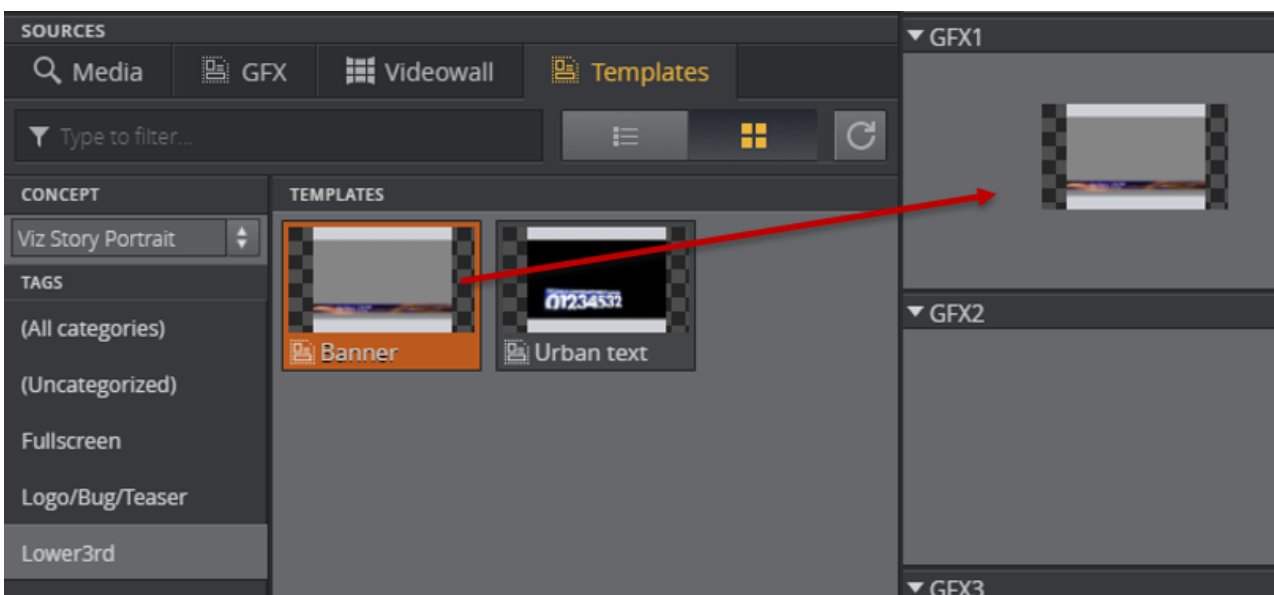 SOURCES
Media
GFX
Videowall
Templates
Type to filter...
CONCEPT
Viz Story Portrait
TAGS
(All categories)
(Uncategorized)
Fullscreen
Logo/Bug/Teaser
Lower3rd
TEMPLATES
01234532
Banner
Urban text
GFX1
GFX2
GFX3